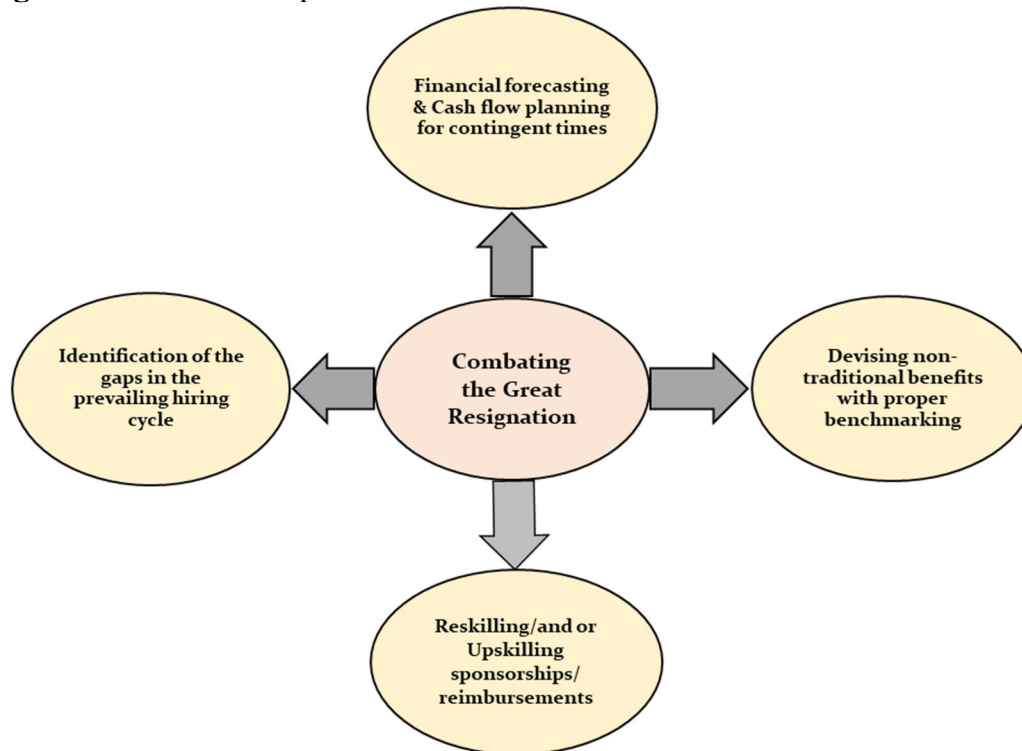 Financial forecasting
& Cash flow planning
for contingent times
Identification of the
gaps in the
prevailing hiring
cycle
Combating
the Great
Resignation
Devising non-
traditional benefits
with proper
benchmarking
Reskilling/and or
Upskilling
sponsorships/
reimbursements